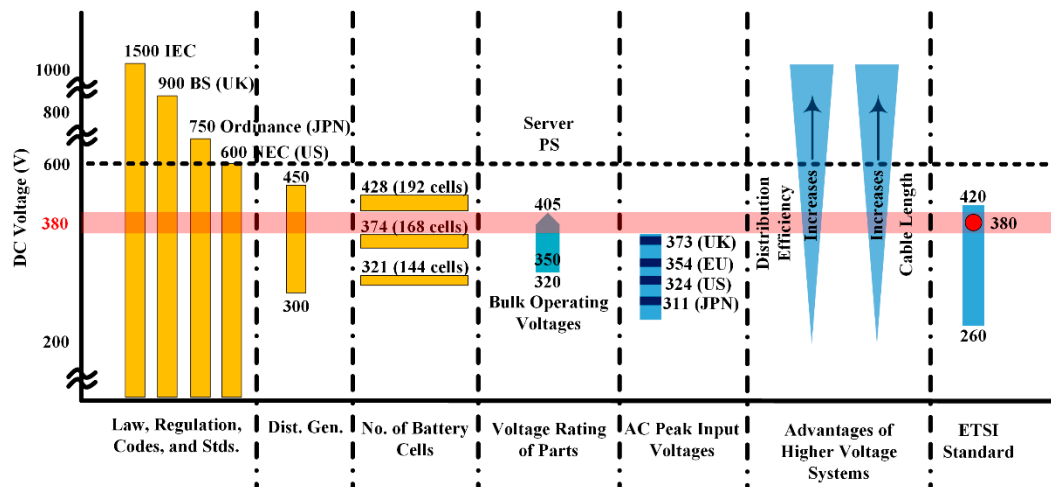 1500 IEC
1000
900 BS (UK)
800
750 Ordinance (JPN)
600 NEC (US)
600
DC Voltage (V)
380
200
450
300
428 (192 cells)
374 (168 cells)
321 (144 cells)
Server
PS
405
350
320
Bulk Operating
Voltages
373 (UK)
354 (EU)
324 (US)
311 (JPN)
Distribution
Efficiency
Increases
Increases
Cable Length
420
380
260
Law, Regulation,
Codes, and Stds.
Dist. Gen.
No. of Battery
Cells
Voltage Rating
of Parts
AC Peak Input
Voltages
Advantages of
Higher Voltage
Systems
ETSI
Standard